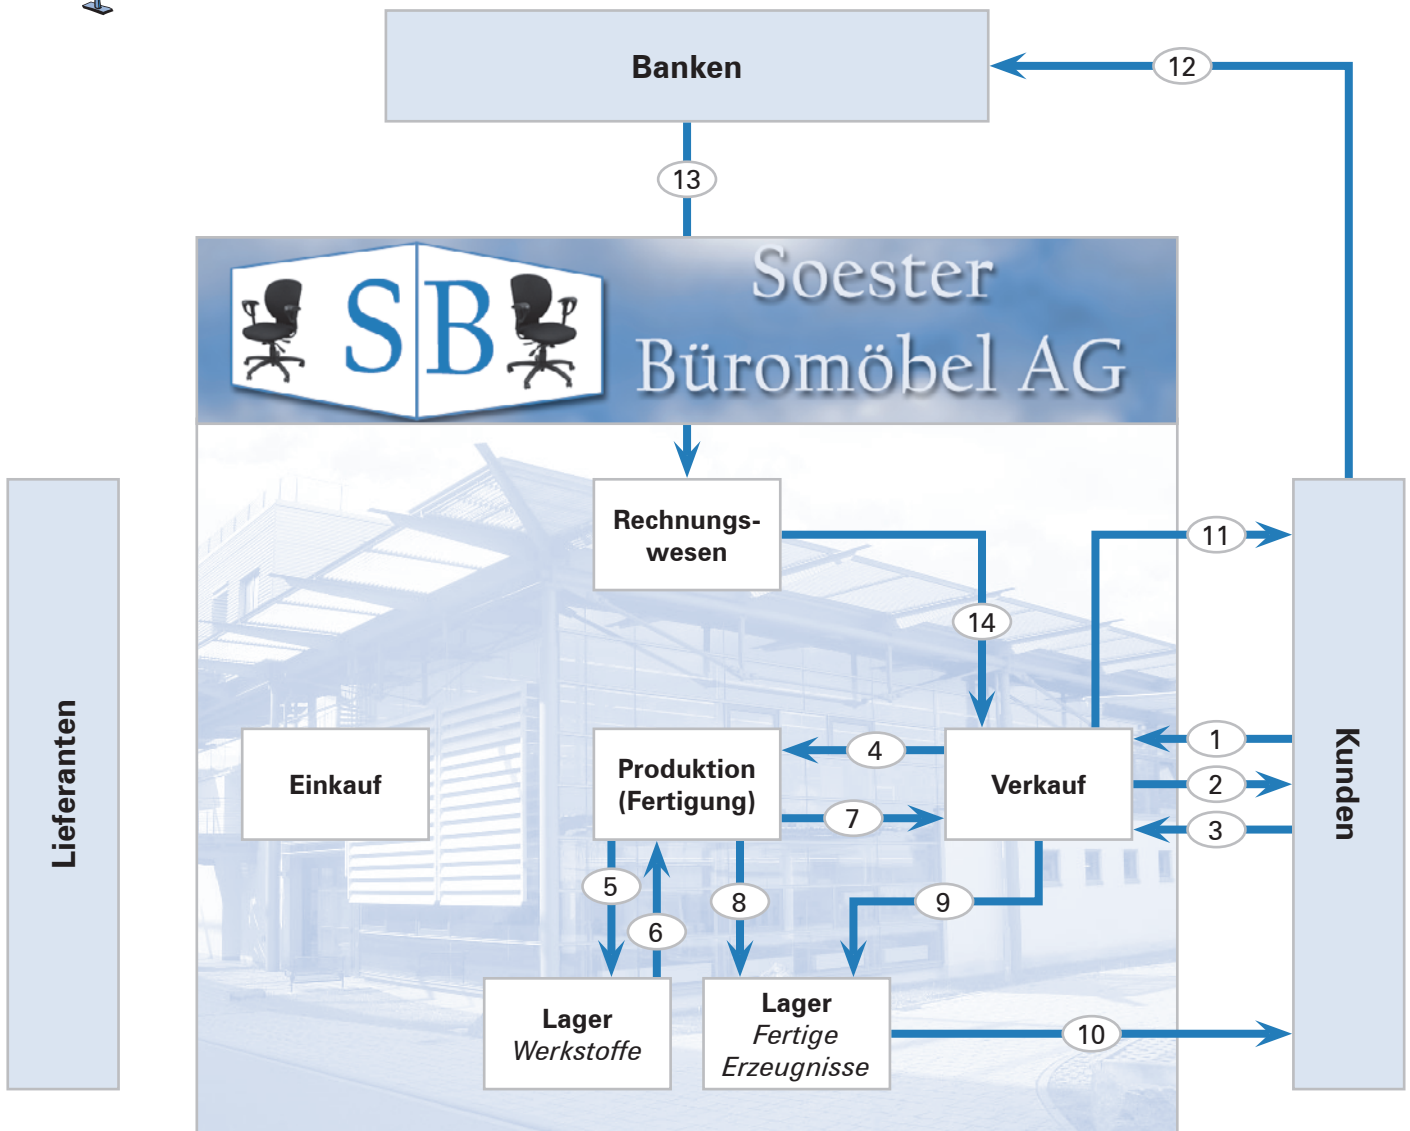 Banken
12
13
SB
Soester
Büromöbel AG
Rechnungs-
wesen
11
14
Lieferanten
Einkauf
Produktion
(Fertigung)
4
7
Verkauf
1
2
3
Kunden
5
6
8
9
Lager
Werkstoffe
Lager
Fertige
Erzeugnisse
10